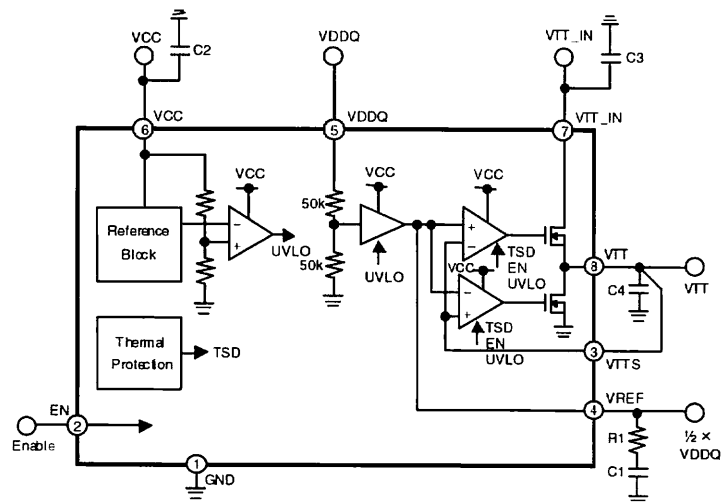 VCC
C2
VDDQ
VTT_IN
C3
6
VCC
5
VDDQ
7
VTT_IN
Reference
Block
VCC
−
+
UVLO
50k
50k
VCC
UVLO
VCC
+
−
TSD
EN
UVLO
VCC
−
+
TSD
EN
UVLO
8
VTT
C4
VTT
3
VTTS
Thermal
Protection
TSD
EN
2
Enable
4
VREF
R1
C1
½ ×
VDDQ
1
GND